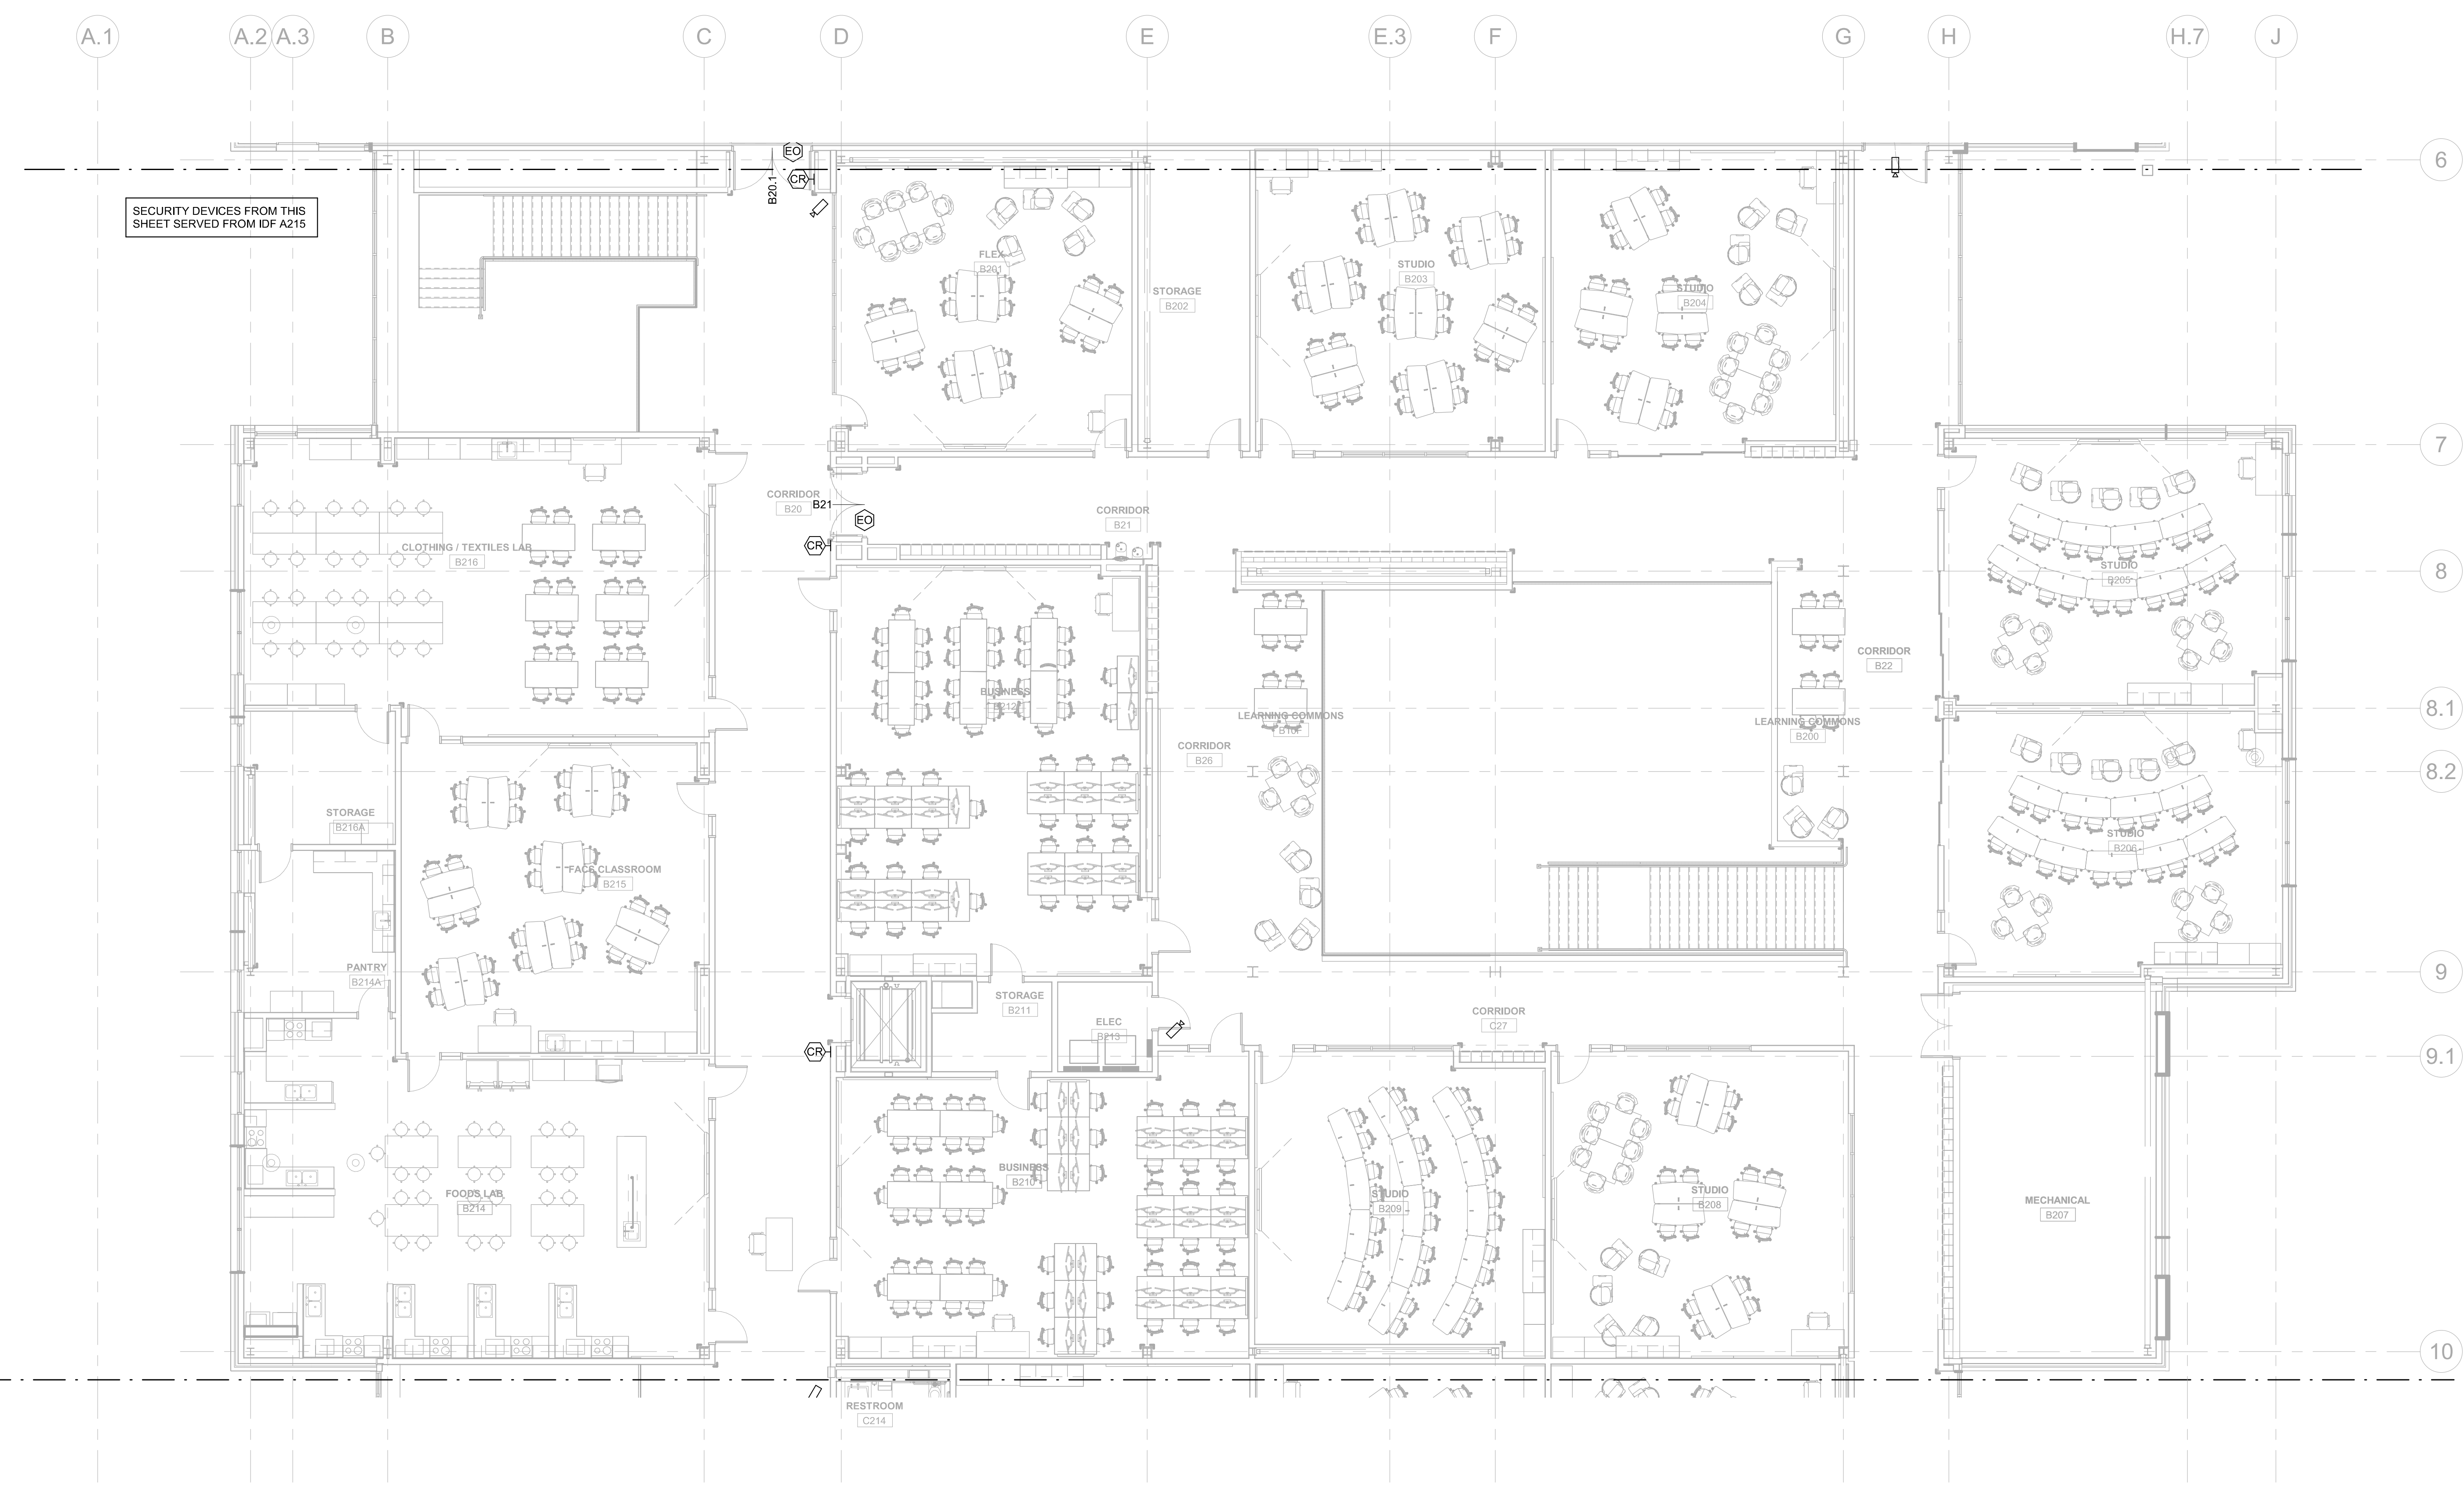 A.1 A.2 A.3 B C D E E.3 F G H H.7 J
EO
6
B20.1
CR
SECURITY DEVICES FROM THIS
SHEET SERVED FROM IDF A215
FLEX
B201
STORAGE
B202
STUDIO
B203
STUDIO
B204
7
CORRIDOR
B20
B21
EO
CORRIDOR
B21
CR
CLOTHING / TEXTILES LAB
B216
STUDIO
B205
8
CORRIDOR
B22
BUSINESS
B212
LEARNING COMMONS
LEARNING COMMONS
B200
8.1
CORRIDOR
B26
8.2
STORAGE
B216A
STUDIO
B206
FACS CLASSROOM
B215
PANTRY
B214A
9
STORAGE
B211
ELEC
B213
CORRIDOR
C27
CR
9.1
BUSINESS
B210
FOODS LAB
B214
STUDIO
B209
STUDIO
B208
MECHANICAL
B207
10
RESTROOM
C214